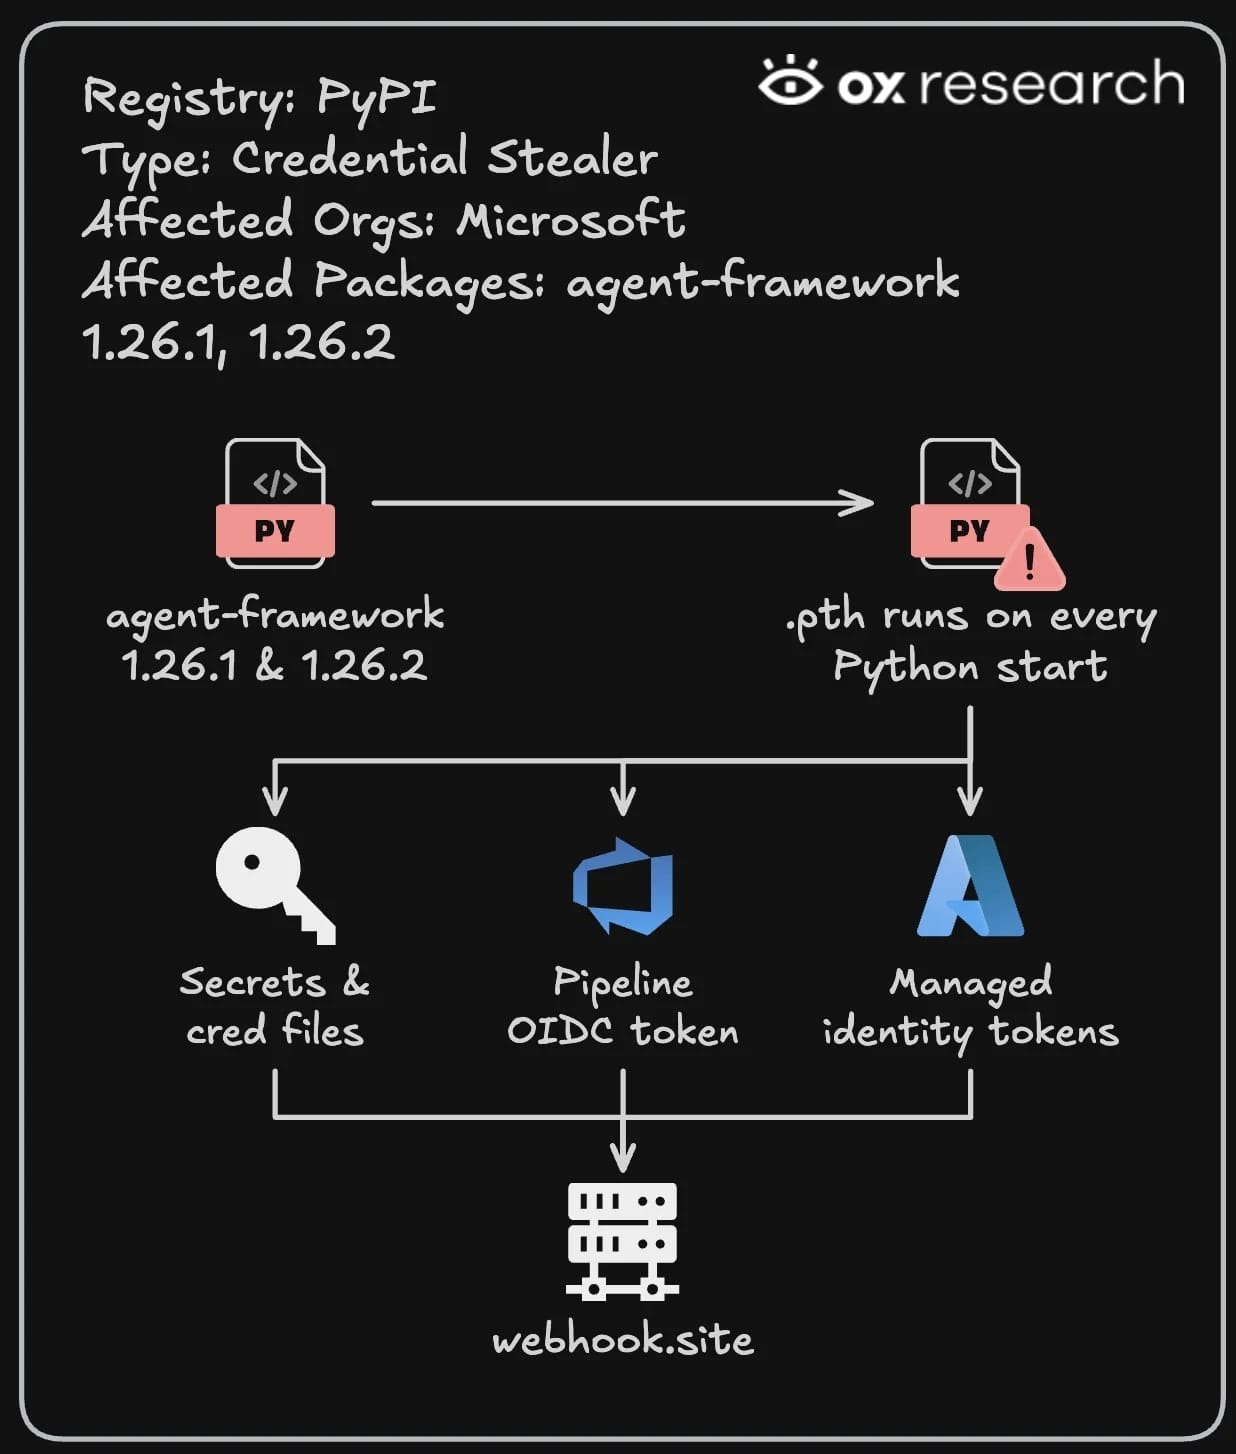 ox research
Registry: PyPI
Type: Credential Stealer
Affected Orgs: Microsoft
Affected Packages: agent-framework
1.26.1, 1.26.2
</>
PY
</>
PY
!
agent-framework
1.26.1 & 1.26.2
.pth runs on every
Python start
Secrets &
cred files
Pipeline
OIDC token
Managed
identity tokens
webhook.site